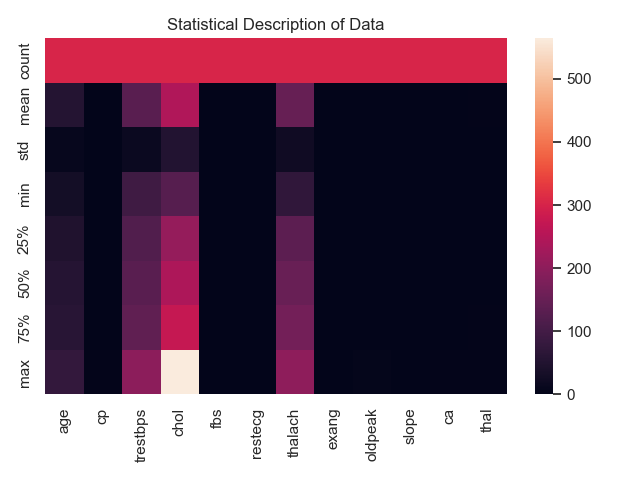 Statistical Description of Data
count
mean
std
min
25%
50%
75%
max
age
cp
trestbps
chol
fbs
restecg
thalach
exang
oldpeak
slope
ca
thal
500
400
300
200
100
0